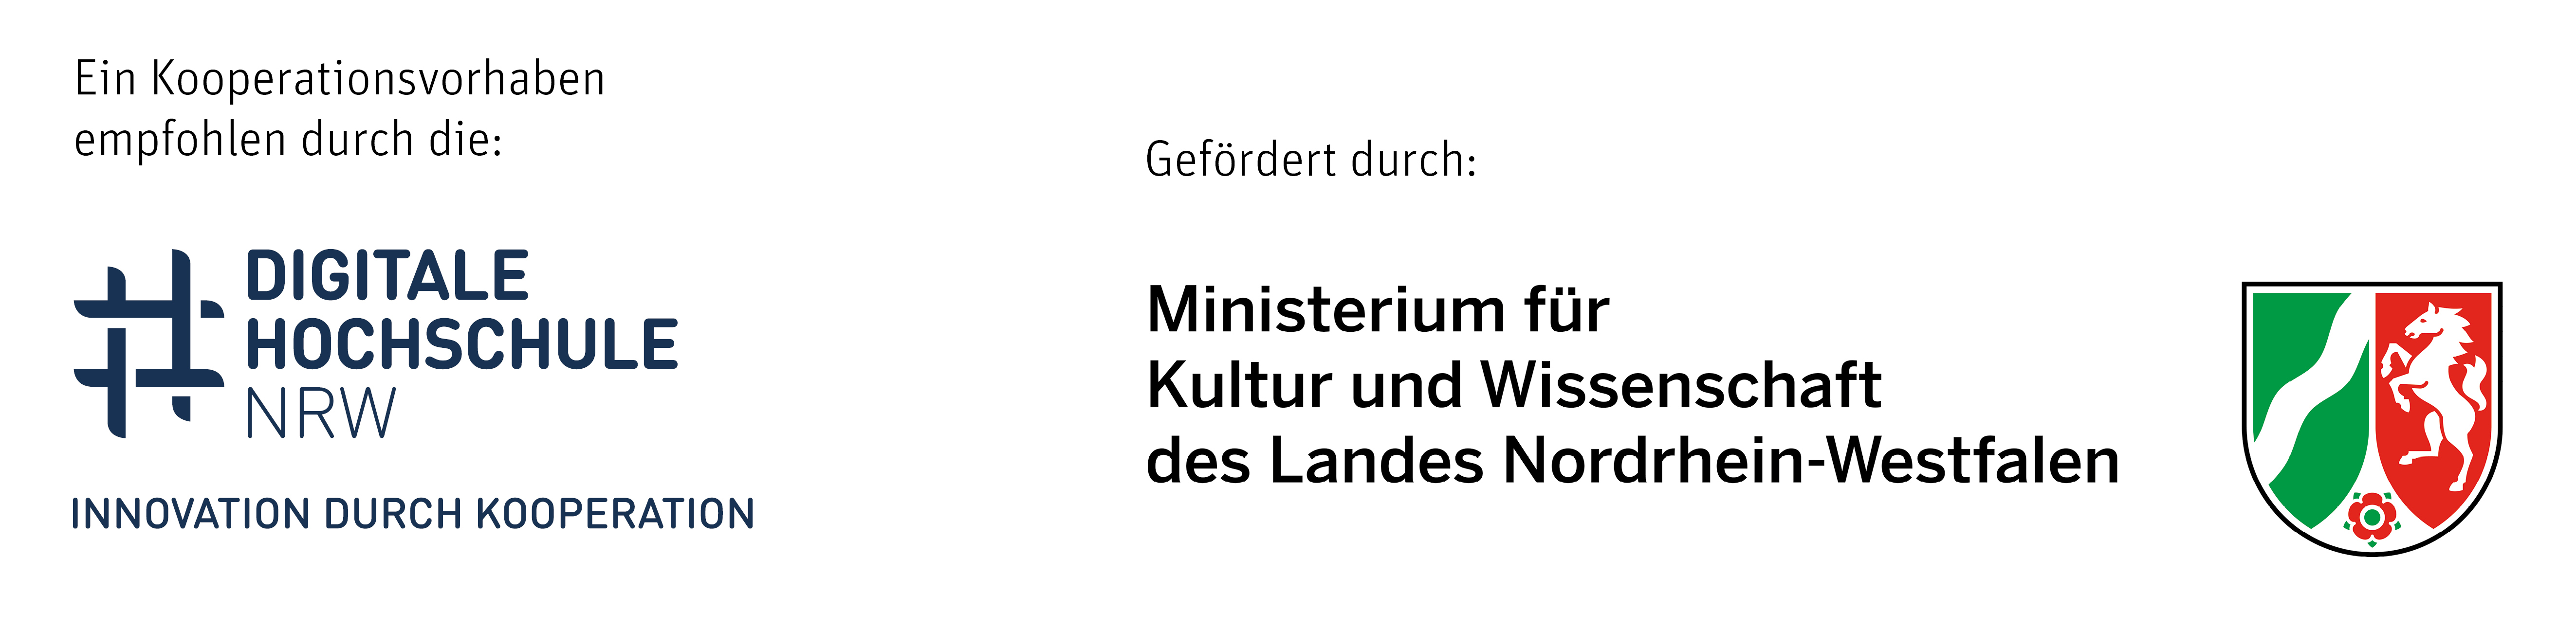 Ein Kooperationsvorhaben
empfohlen durch die:
DIGITALE
HOCHSCHULE
NRW
INNOVATION DURCH KOOPERATION
Gefördert durch:
Ministerium für
Kultur und Wissenschaft
des Landes Nordrhein-Westfalen